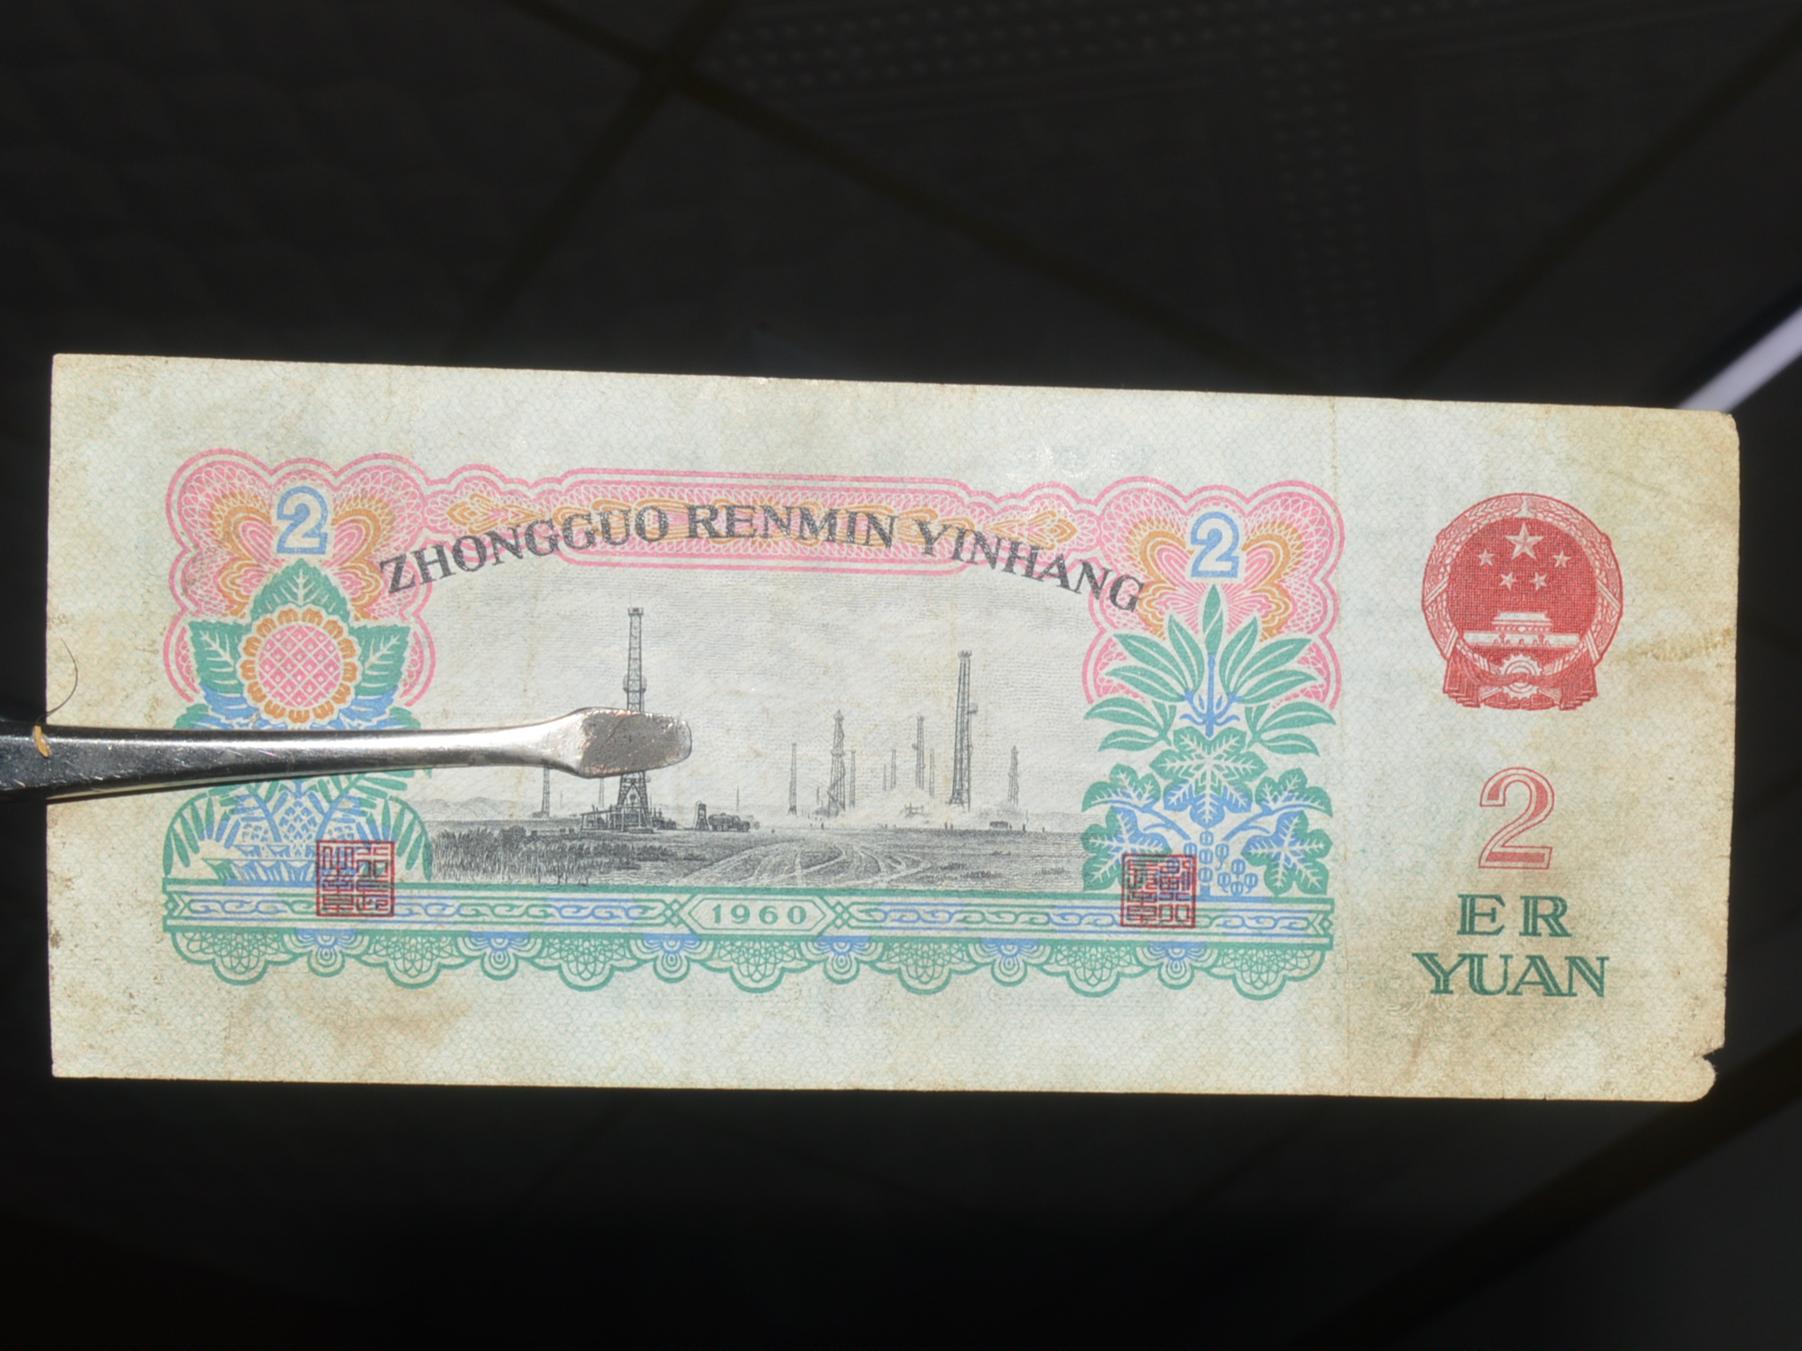 2
2
ZHONGGUO RENMIN YINHANG
1960
2
ER
YUAN